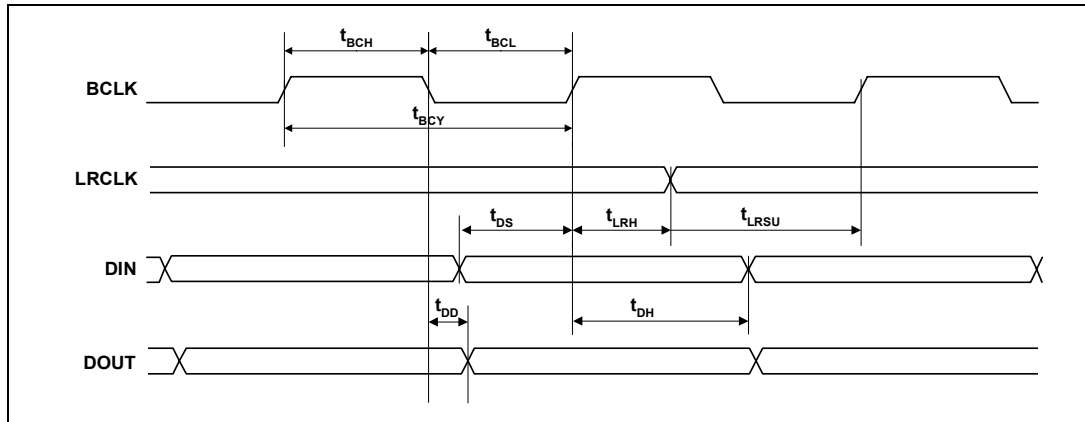 tBCH tBCL
BCLK
tBCY
LRCLK
tDS tLRH tLRSU
DIN
tDD tDH
DOUT